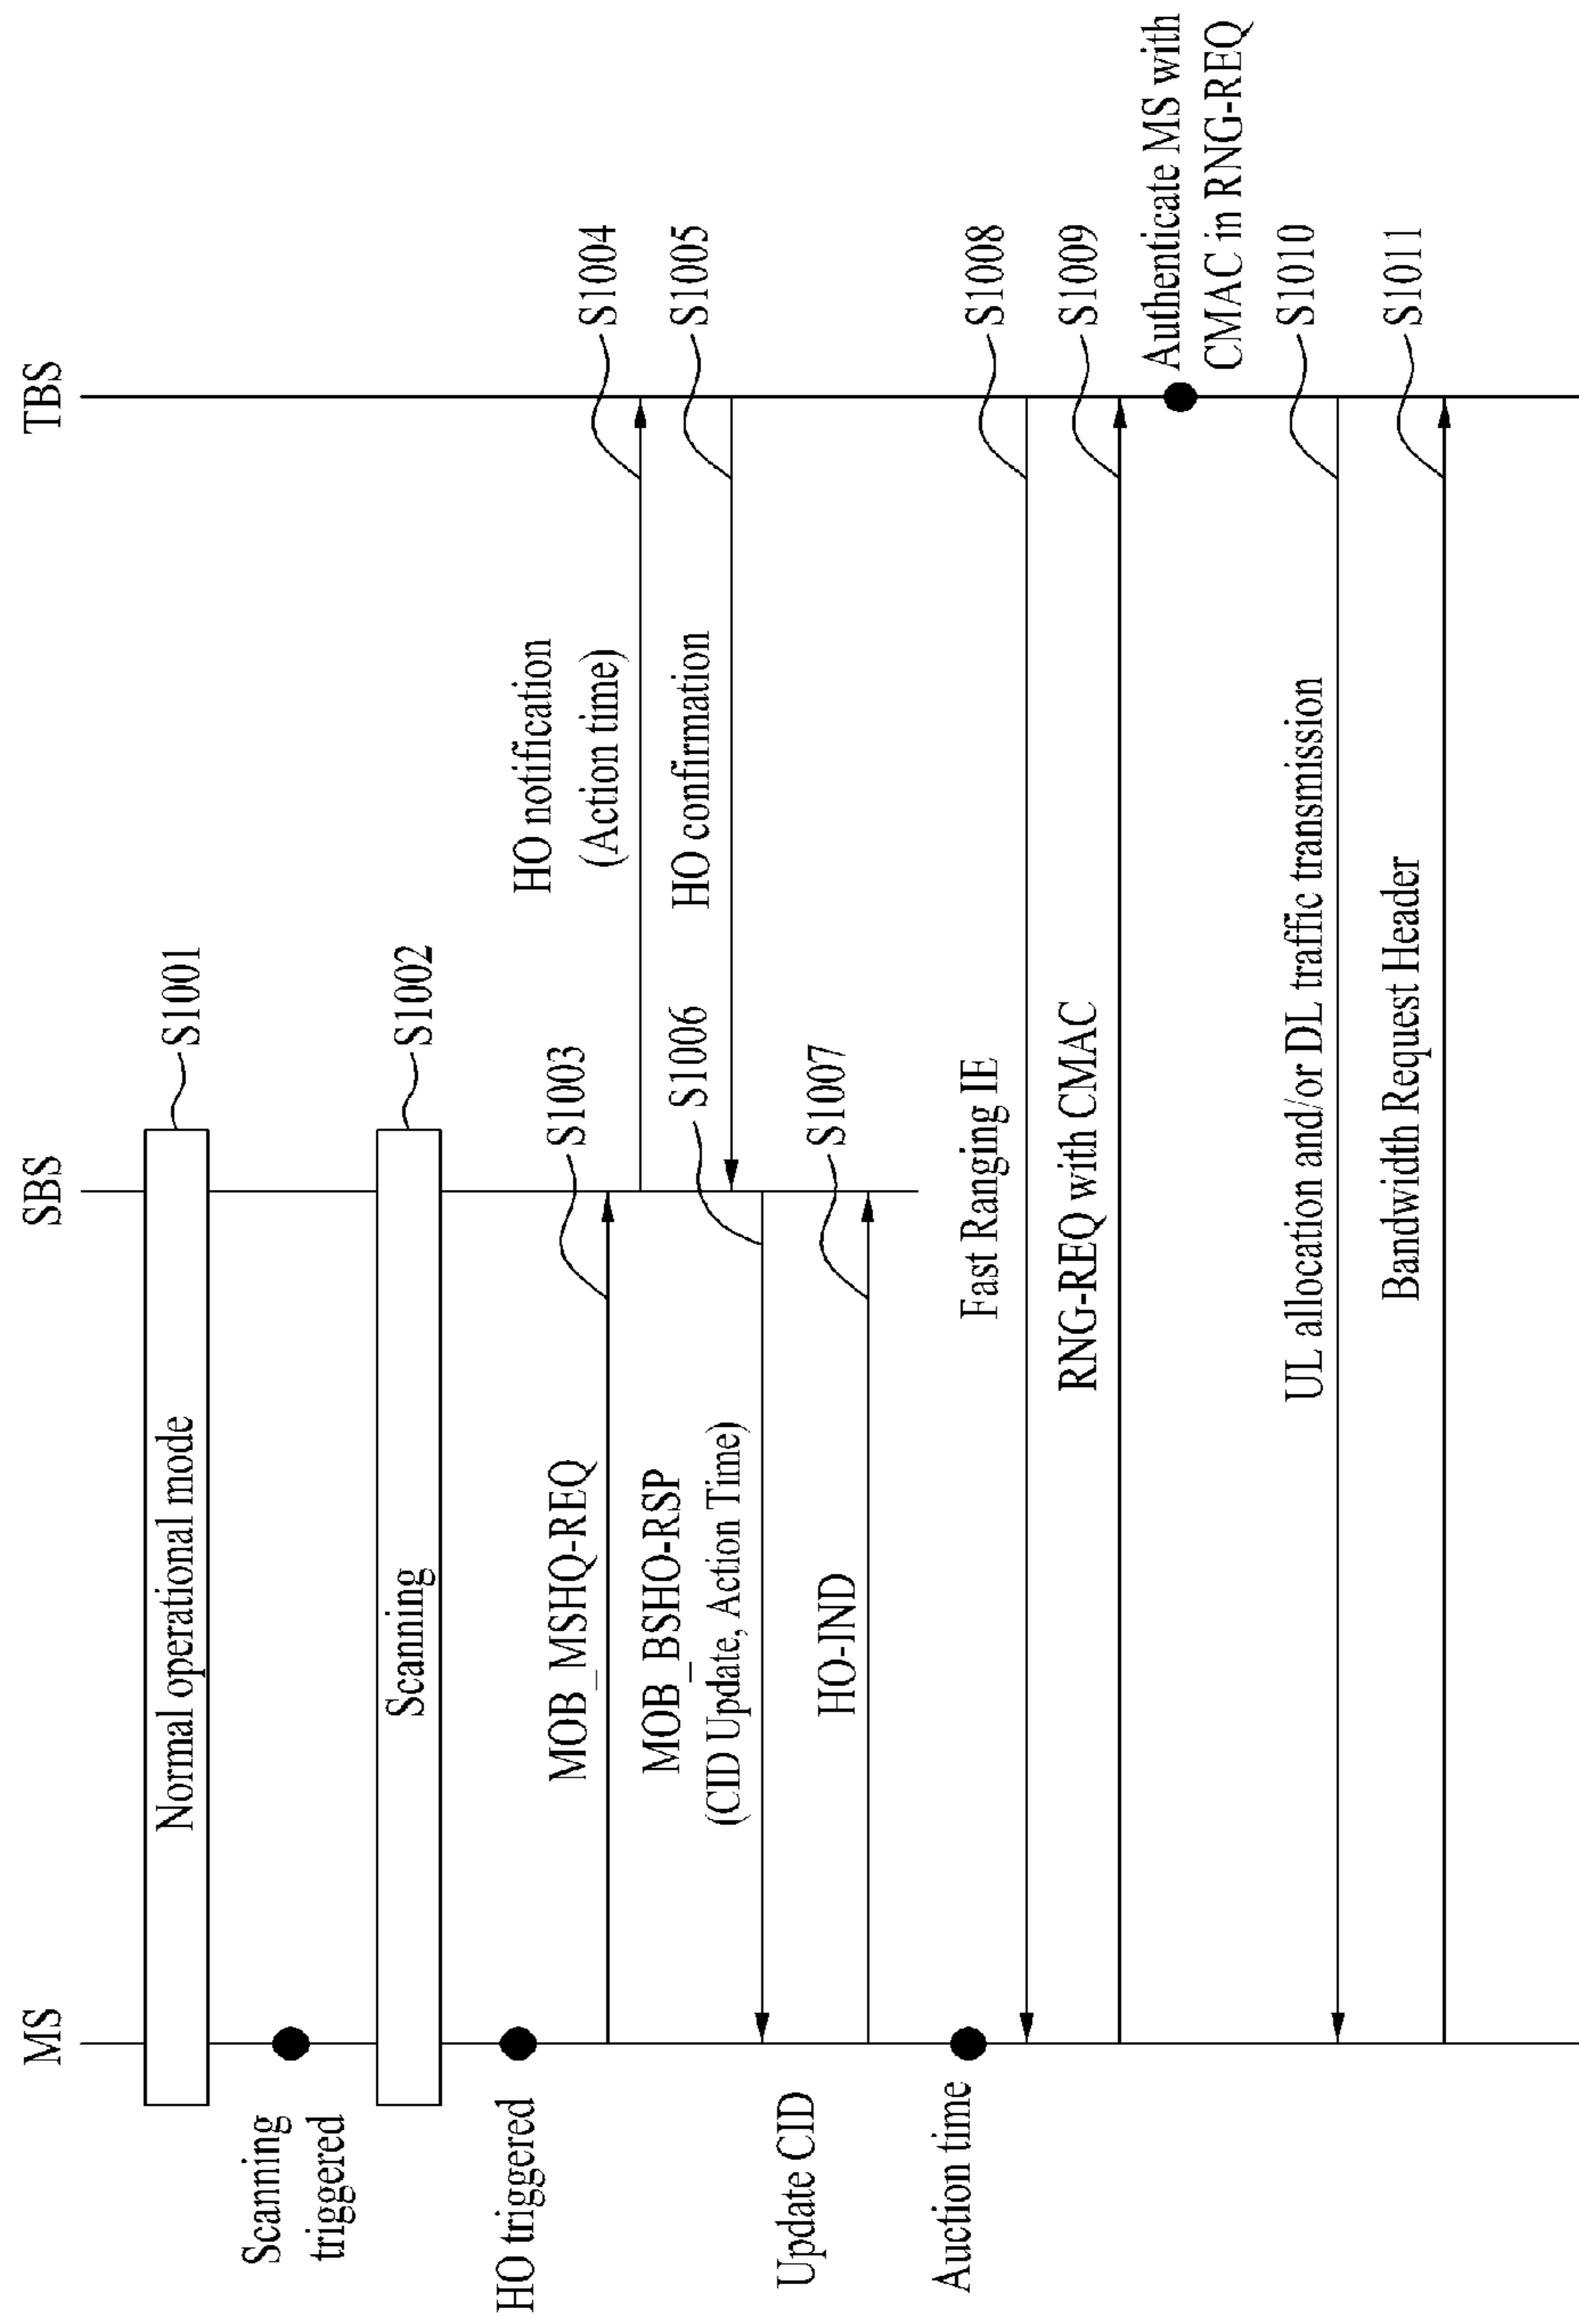 MS
SBS
TBS
Normal operational mode
S1001
Scanning
triggered
Scanning
S1002
HO triggered
MOB_MSHQ-REQ
S1003
HO notification
(Action time)
S1004
HO confirmation
S1005
MOB_BSHO-RSP
(CID Update, Action Time)
S1006
Update CID
HO-IND
S1007
Auction time
Fast Ranging IE
S1008
RNG-REQ with CMAC
S1009
Authenticate MS with
CMAC in RNG-REQ
UL allocation and/or DL traffic transmission
S1010
Bandwidth Request Header
S1011